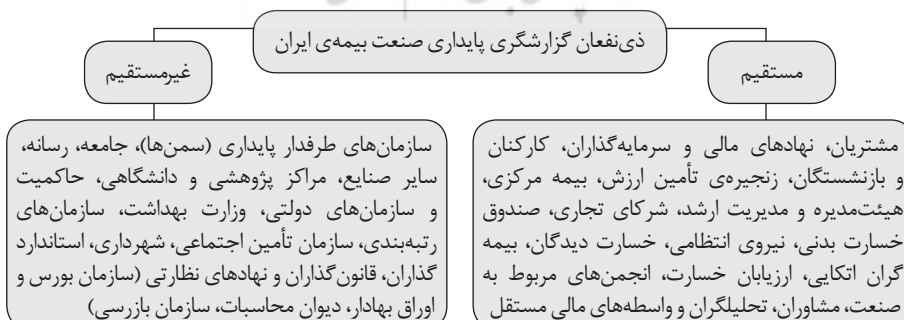 ذی‌نفعان گزارشگری پایداری صنعت بیمه‌ی ایران
مستقیم
مشتریان، نهادهای مالی و سرمایه‌گذاران، کارکنان
و بازنشستگان، زنجیره‌ی تأمین ارزش، بیمه مرکزی،
هیئت‌مدیره و مدیریت ارشد، شرکای تجاری، صندوق
خسارت بدنی، نیروی انتظامی، خسارت دیدگان، بیمه
گران اتکایی، ارزیابان خسارت، انجمن‌های مربوط به
صنعت، مشاوران، تحلیلگران و واسطه‌های مالی مستقل
غیرمستقیم
سازمان‌های طرفدار پایداری (سمن‌ها)، جامعه، رسانه،
سایر صنایع، مراکز پژوهشی و دانشگاهی، حاکمیت
و سازمان‌های دولتی، وزارت بهداشت، سازمان‌های
رتبه‌بندی، سازمان تأمین اجتماعی، شهرداری، استاندارد
گذاران، قانون‌گذاران و نهادهای نظارتی (سازمان بورس و
اوراق بهادار، دیوان محاسبات، سازمان بازرسی)